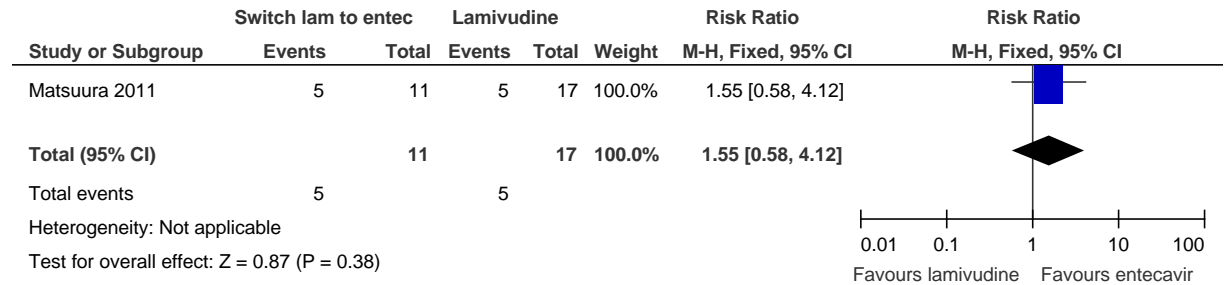 Switch lam to entec Lamivudine Risk Ratio Risk Ratio
Study or Subgroup Events Total Events Total Weight M-H, Fixed, 95% CI M-H, Fixed, 95% CI
Matsuura 2011 5 11 5 17 100.0% 1.55 [0.58, 4.12]
Total (95% CI) 11 17 100.0% 1.55 [0.58, 4.12]
Total events 5 5
Heterogeneity: Not applicable
Test for overall effect: Z = 0.87 (P = 0.38)
0.01 0.1 1 10 100
Favours lamivudine Favours entecavir